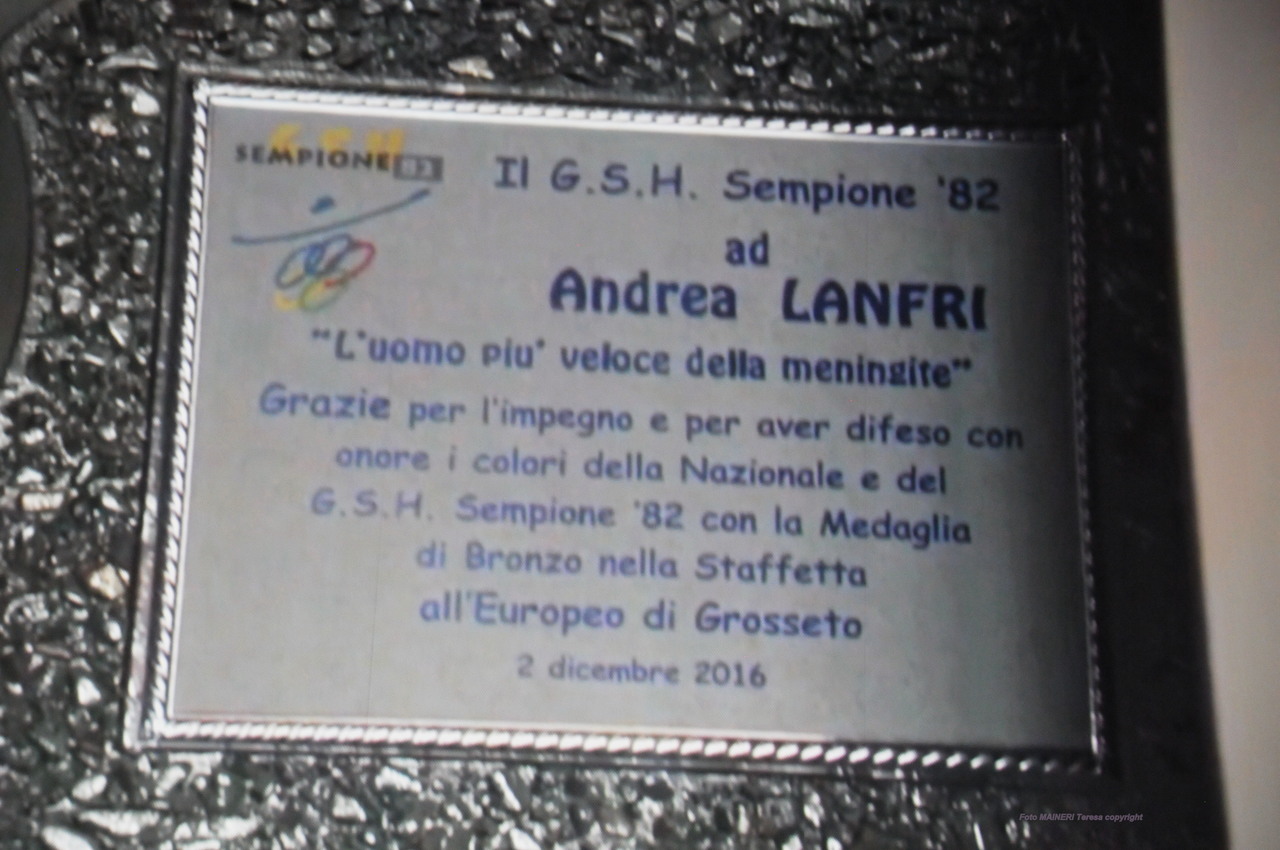 G.S.H.
SEMPIONE 82
Il G.S.H. Sempione '82
ad
Andrea LANFRI
"L'uomo piu' veloce della meningite"
Grazie per l'impegno e per aver difeso con
onore i colori della Nazionale e del
G.S.H. Sempione '82 con la Medaglia
di Bronzo nella Staffetta
all'Europeo di Grosseto
2 dicembre 2016
Foto MAINERI Teresa copyright